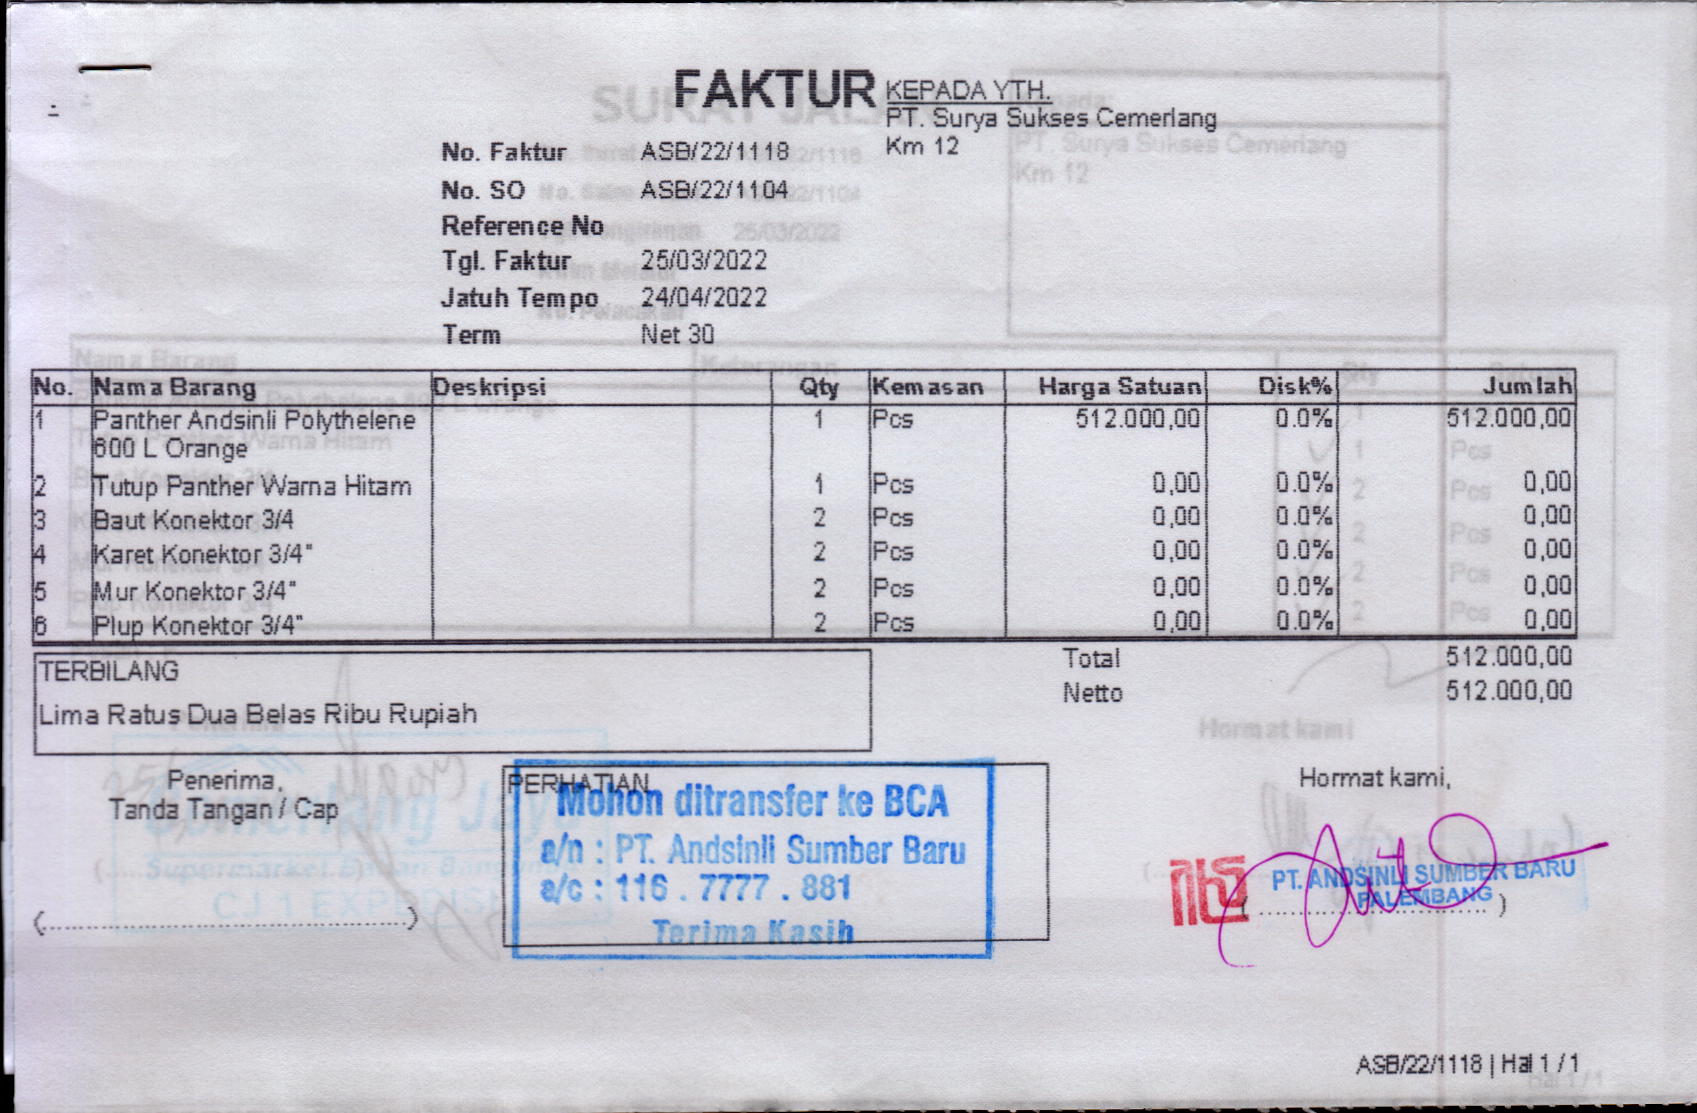 FAKTUR
KEPADA YTH.
PT. Surya Sukses Cemerlang
Km 12
No. Faktur ASB/22/1118
No. SO ASB/22/1104
Reference No
Tgl. Faktur 25/03/2022
Jatuh Tempo 24/04/2022
Term Net 30
No. Nama Barang Deskripsi Qty Kemasan Harga Satuan Disk% Jumlah
1 Panther Andsinli Polythelene 1 Pcs 512.000,00 0.0% 512.000,00
600 L Orange
2 Tutup Panther Warna Hitam 1 Pcs 0,00 0.0% 0,00
3 Baut Konektor 3/4 2 Pcs 0,00 0.0% 0,00
4 Karet Konektor 3/4" 2 Pcs 0,00 0.0% 0,00
5 Mur Konektor 3/4" 2 Pcs 0,00 0.0% 0,00
6 Plup Konektor 3/4" 2 Pcs 0,00 0.0% 0,00
TERBILANG
Lima Ratus Dua Belas Ribu Rupiah
Total 512.000,00
Netto 512.000,00
Penerima,
Tanda Tangan / Cap
(........................................................)
PERHATIAN
Mohon ditransfer ke BCA
a/n : PT. Andsinli Sumber Baru
a/c : 116 . 7777 . 881
Terima Kasih
Hormat kami,
PT. ANDSINLI SUMBER BARU
PALEMBANG
ASB/22/1118 | Hal 1 / 1